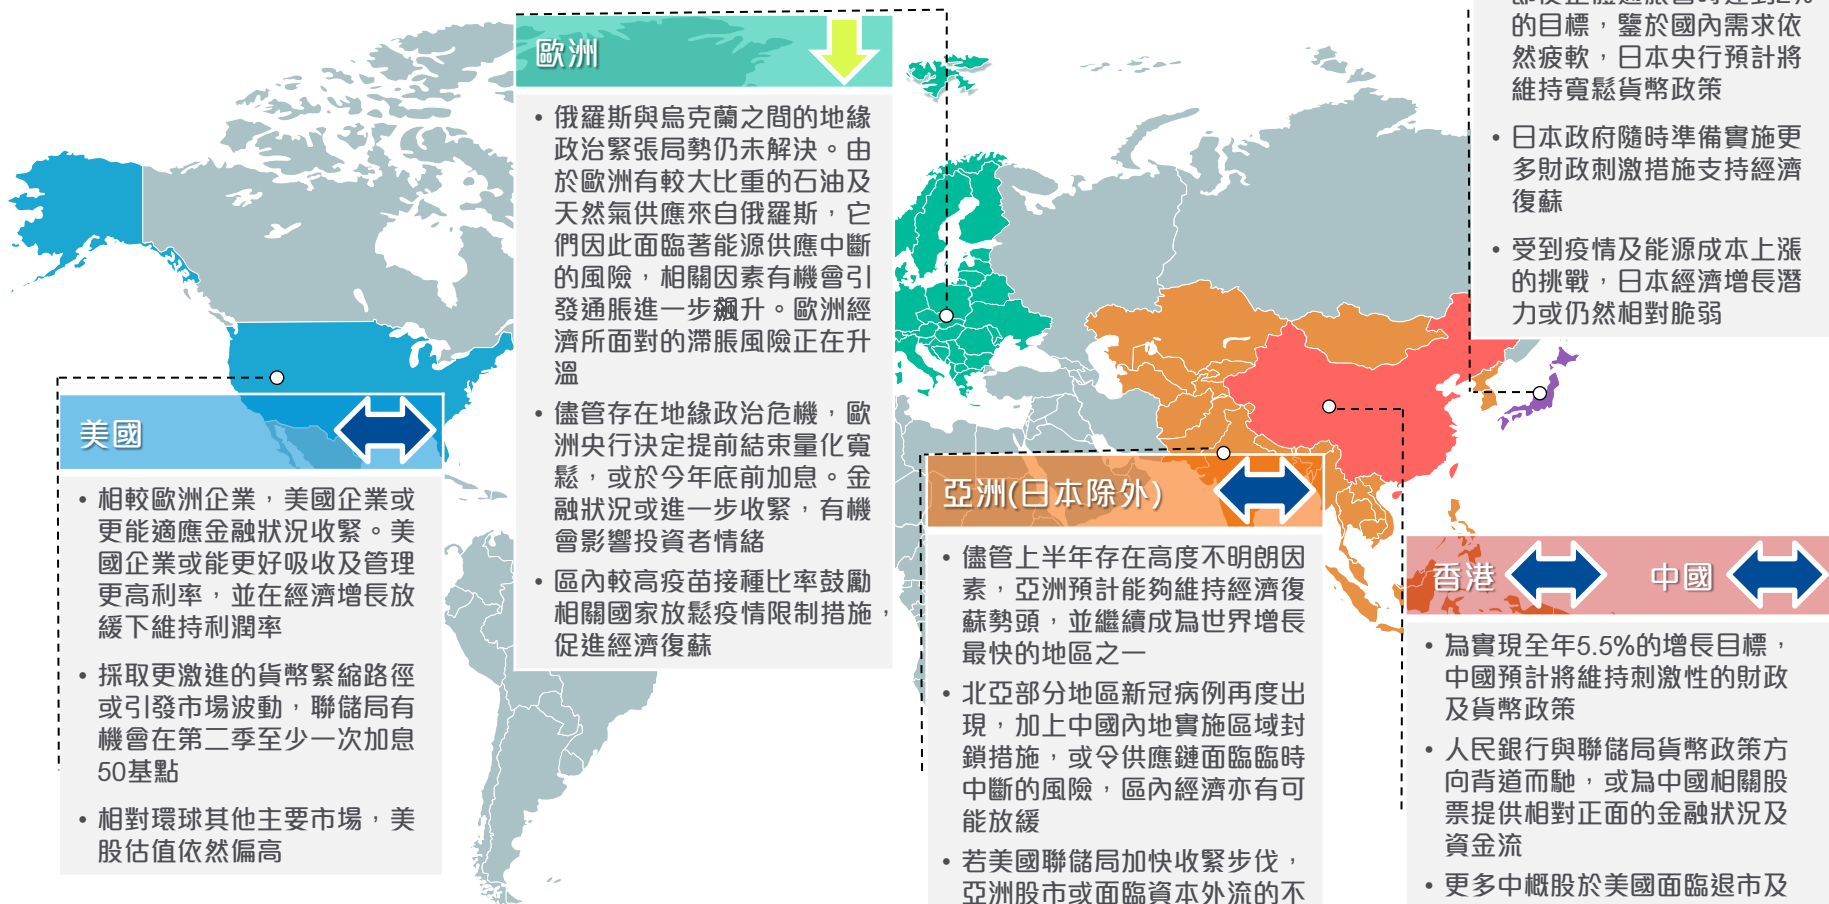 歐洲
• 俄羅斯與烏克蘭之間的地緣
政治緊張局勢仍未解決。由
於歐洲有較大比重的石油及
天然氣供應來自俄羅斯，它
們因此面臨著能源供應中斷
的風險，相關因素有機會引
發通脹進一步飆升。歐洲經
濟所面對的滯脹風險正在升
溫
• 儘管存在地緣政治危機，歐
洲央行決定提前結束量化寬
鬆，或於今年底前加息。金
融狀況或進一步收緊，有機
會影響投資者情緒
• 區內較高疫苗接種比率鼓勵
相關國家放鬆疫情限制措施，
促進經濟復蘇
美國
• 相較歐洲企業，美國企業或
更能適應金融狀況收緊。美
國企業或能更好吸收及管理
更高利率，並在經濟增長放
緩下維持利潤率
• 採取更激進的貨幣緊縮路徑
或引發市場波動，聯儲局有
機會在第二季至少一次加息
50基點
• 相對環球其他主要市場，美
股估值依然偏高
亞洲(日本除外)
• 儘管上半年存在高度不明朗因
素，亞洲預計能夠維持經濟復
蘇勢頭，並繼續成為世界增長
最快的地區之一
• 北亞部分地區新冠病例再度出
現，加上中國內地實施區域封
鎖措施，或令供應鏈面臨臨時
中斷的風險，區內經濟亦有可
能放緩
• 若美國聯儲局加快收緊步伐，
亞洲股市或面臨資本外流的不
的目標，鑒於國內需求依
然疲軟，日本央行預計將
維持寬鬆貨幣政策
• 日本政府隨時準備實施更
多財政刺激措施支持經濟
復蘇
• 受到疫情及能源成本上漲
的挑戰，日本經濟增長潛
力或仍然相對脆弱
香港 中國
• 為實現全年5.5%的增長目標，
中國預計將維持刺激性的財政
及貨幣政策
• 人民銀行與聯儲局貨幣政策方
向背道而馳，或為中國相關股
票提供相對正面的金融狀況及
資金流
• 更多中概股於美國面臨退市及